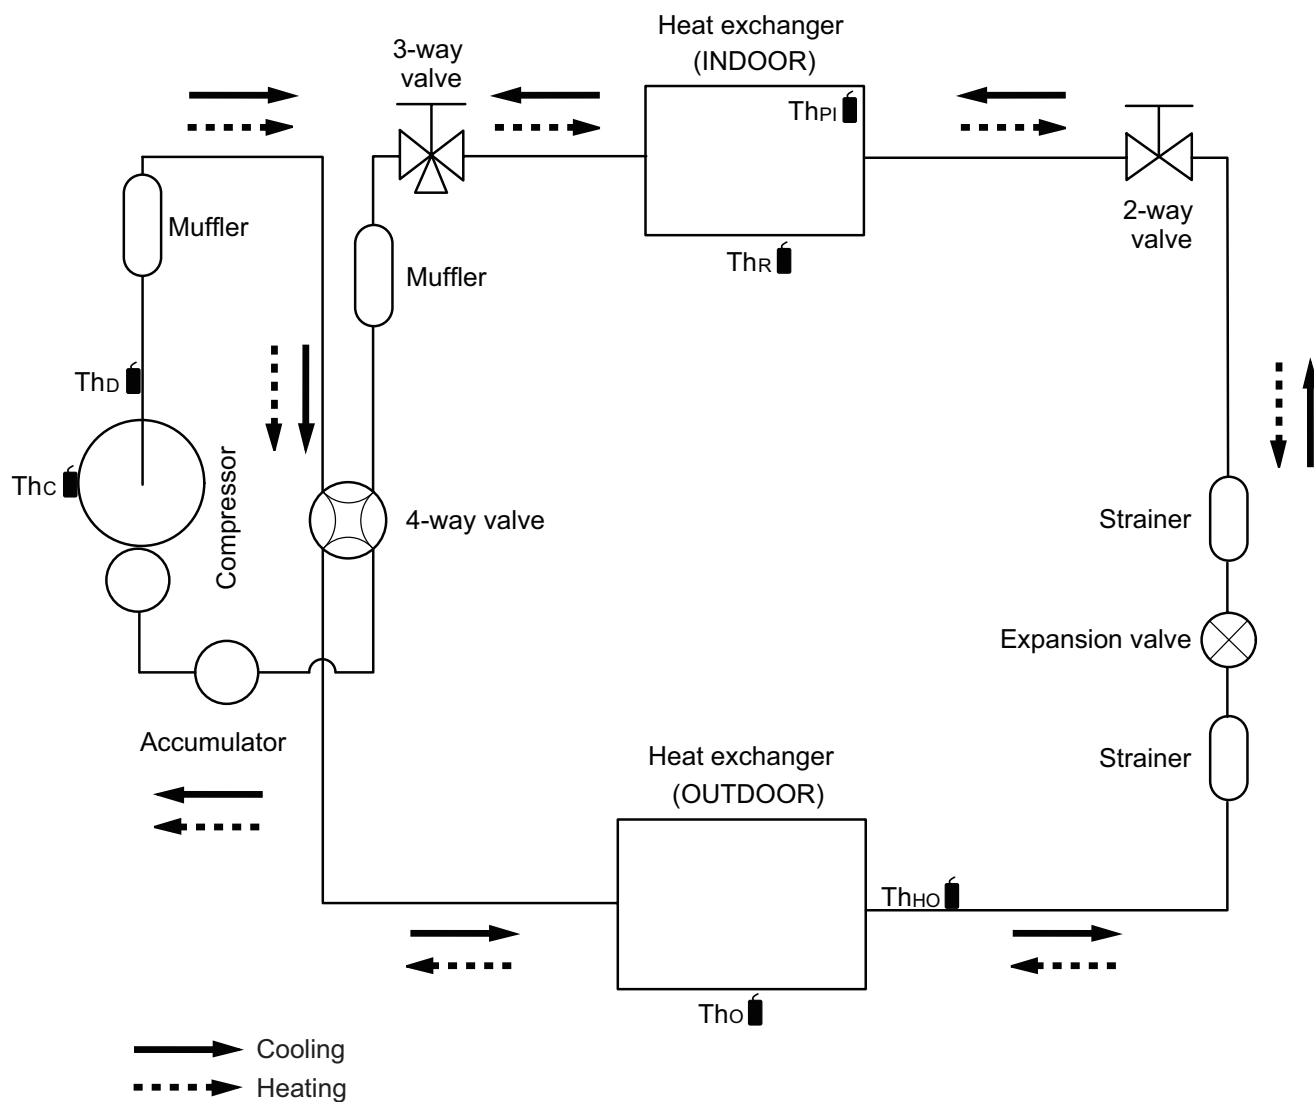 Heat exchanger
(INDOOR)
3-way
valve
ThPI
Muffler
2-way
valve
ThR
Muffler
ThD
Compressor
ThC
4-way valve
Strainer
Expansion valve
Accumulator
Heat exchanger
(OUTDOOR)
Strainer
ThHO
ThO
Cooling
Heating